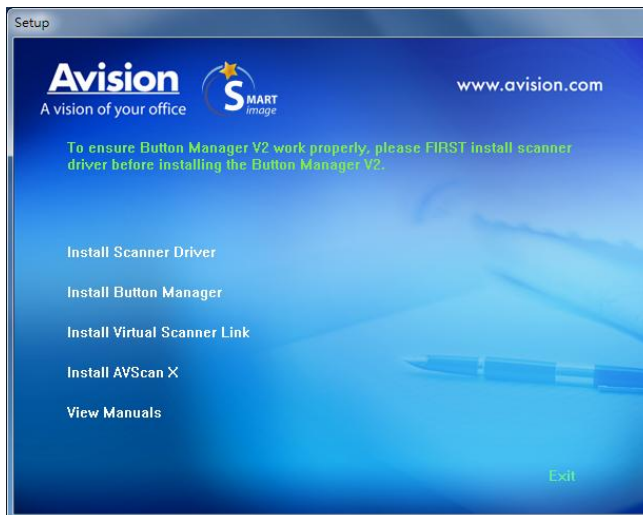 Setup
Avision
A vision of your office
SMART
image
www.avision.com
To ensure Button Manager V2 work properly, please FIRST install scanner
driver before installing the Button Manager V2.
Install Scanner Driver
Install Button Manager
Install Virtual Scanner Link
Install AVScan X
View Manuals
Exit